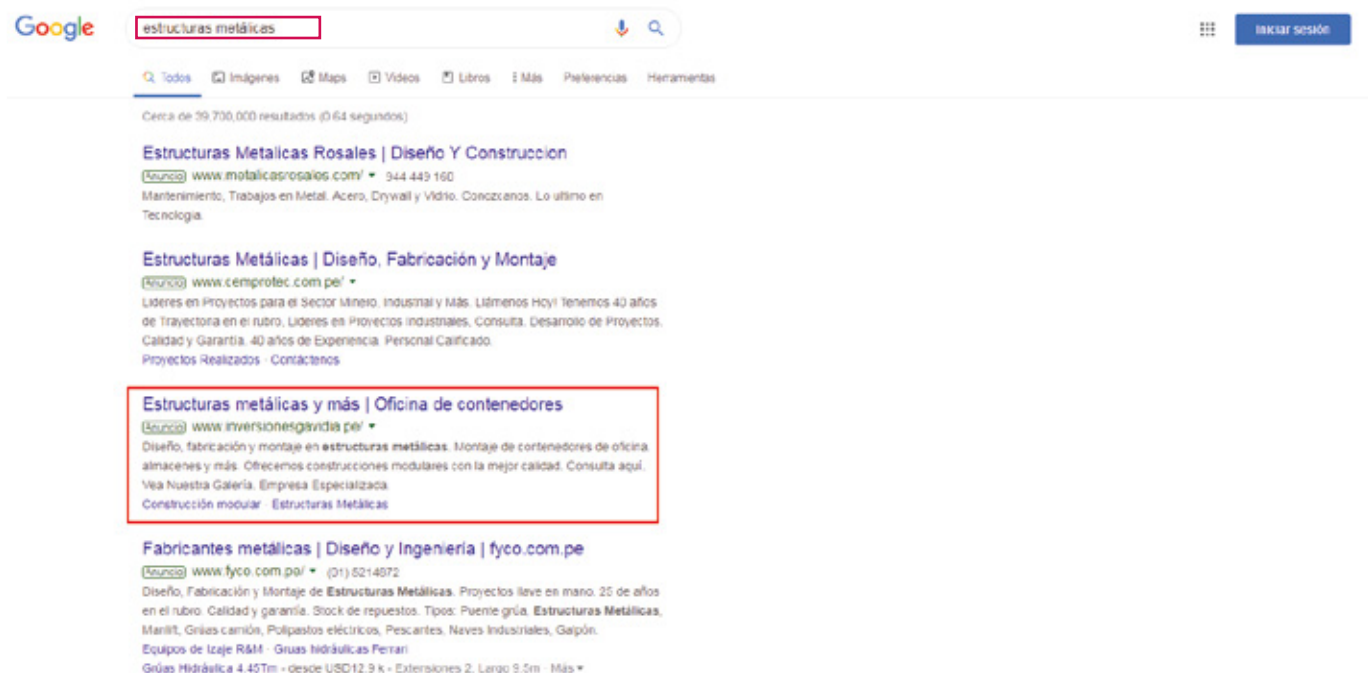 Google
estructuras metálicas
Iniciar sesión
Todos Imágenes Maps Videos Libros Más Preferencias Herramientas
Cerca de 39,700,000 resultados (0.64 segundos)
Estructuras Metalicas Rosales | Diseño Y Construccion
Anuncio www.metalicasrosales.com/ 944 449 160
Mantenimiento, Trabajos en Metal. Acero, Drywall y Vidrio. Conozcanos. Lo ultimo en
Tecnologia.
Estructuras Metálicas | Diseño, Fabricación y Montaje
Anuncio www.cemprotec.com.pe/
Lideres en Proyectos para el Sector Minero, Industrial y Más. Llámenos Hoy! Tenemos 40 años
de Trayectoria en el rubro, Lideres en Proyectos Industriales, Consulta. Desarrollo de Proyectos.
Calidad y Garantía. 40 años de Experiencia. Personal Calificado.
Proyectos Realizados · Contáctenos
Estructuras metálicas y más | Oficina de contenedores
Anuncio www.inversionesgavidia.pe/
Diseño, fabricación y montaje en estructuras metálicas. Montaje de contenedores de oficina,
almacenes y más. Ofrecemos construcciones modulares con la mejor calidad. Consulta aquí.
Vea Nuestra Galería. Empresa Especializada.
Construcción modular · Estructuras Metálicas
Fabricantes metálicas | Diseño y Ingeniería | fyco.com.pe
Anuncio www.fyco.com.pe/ (01) 5214872
Diseño, Fabricación y Montaje de Estructuras Metálicas. Proyectos llave en mano. 25 de años
en el rubro. Calidad y garantía. Stock de repuestos. Tipos: Puente grúa, Estructuras Metálicas,
Manlift, Grúas camión, Polipastos eléctricos, Pescantes, Naves Industriales, Galpón.
Equipos de Izaje R&M · Gruas hidráulicas Ferrari
Grúas Hidráulica 4.45Tm - desde USD12.9 k - Extensiones 2, Largo 9.5m · Más